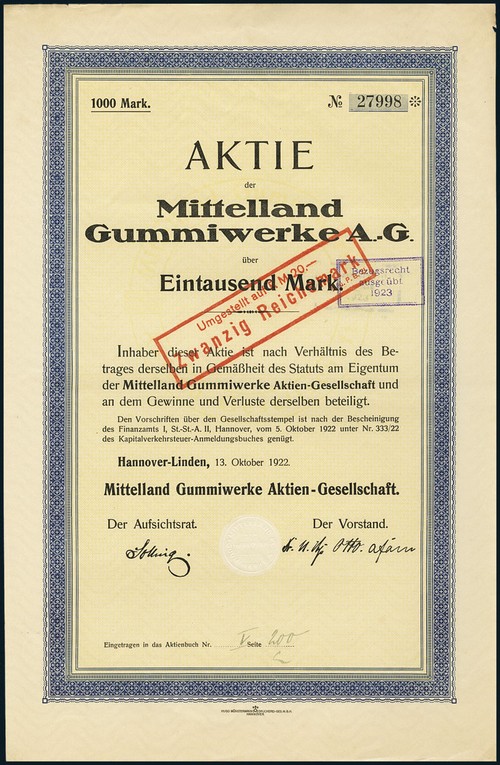 1000 Mark.
№ 27998
AKTIE
der
Mittelland
Gummiwerke A.-G.
über
Eintausend Mark.
Umgestellt auf R.M.20.—
Zwanzig Reichsmark
Bezugsrecht
ausgeübt
1923
Inhaber dieser Aktie ist nach Verhältnis des Be-
trages derselben in Gemäßheit des Statuts am Eigentum
der Mittelland Gummiwerke Aktien-Gesellschaft und
an dem Gewinne und Verluste derselben beteiligt.
Den Vorschriften über den Gesellschaftsstempel ist nach der Bescheinigung
des Finanzamts I, St.-St.-A. II, Hannover, vom 5. Oktober 1922 unter Nr. 333/22
des Kapitalverkehrsteuer-Anmeldungsbuches genügt.
Hannover-Linden, 13. Oktober 1922.
Mittelland Gummiwerke Aktien-Gesellschaft.
Der Aufsichtsrat.
Der Vorstand.
Eingetragen in das Aktienbuch Nr. V Seite 200
HANNOVER